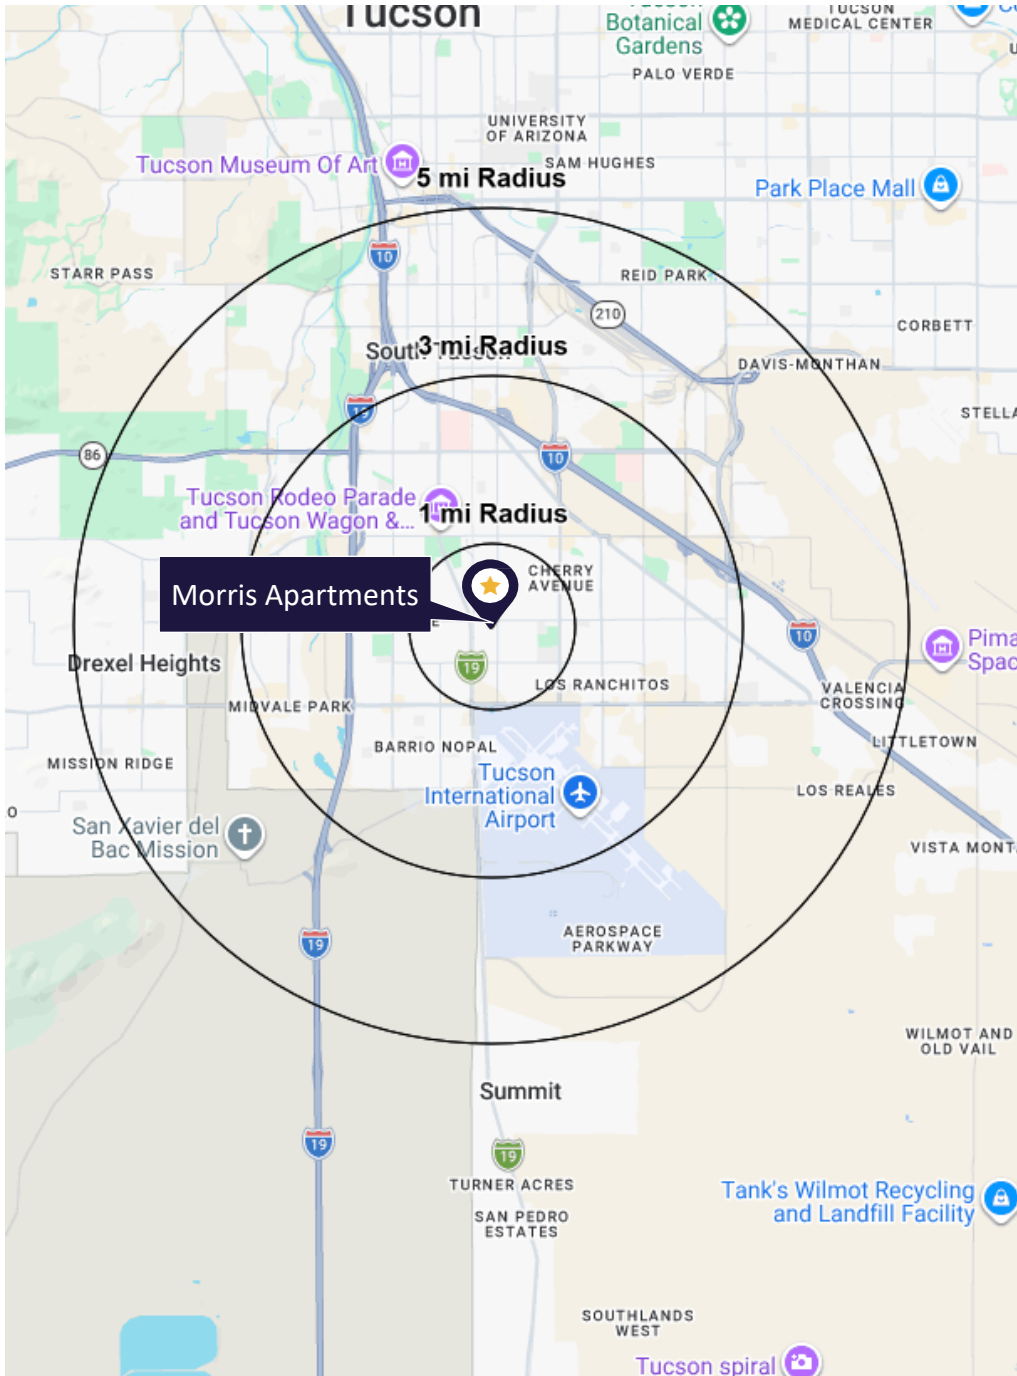 Tucson
Tucson
Botanical
Gardens
TUCSON
MEDICAL CENTER
PALO VERDE
UNIVERSITY
OF ARIZONA
Tucson Museum Of Art
SAM HUGHES
5 mi Radius
Park Place Mall
10
STARR PASS
REID PARK
210
CORBETT
South Tucson
3 mi Radius
DAVIS-MONTHAN
19
STELLA
86
10
Tucson Rodeo Parade
and Tucson Wagon &...
1 mi Radius
CHERRY
AVENUE
Morris Apartments
10
Pima
Spac
Drexel Heights
19
LOS RANCHITOS
VALENCIA
CROSSING
MIDVALE PARK
BARRIO NOPAL
LITTLETOWN
MISSION RIDGE
Tucson
International
Airport
LOS REALES
San Xavier del
Bac Mission
VISTA MONT
AEROSPACE
PARKWAY
19
WILMOT AND
OLD VAIL
Summit
19
19
TURNER ACRES
Tank's Wilmot Recycling
and Landfill Facility
SAN PEDRO
ESTATES
SOUTHLANDS
WEST
Tucson spiral